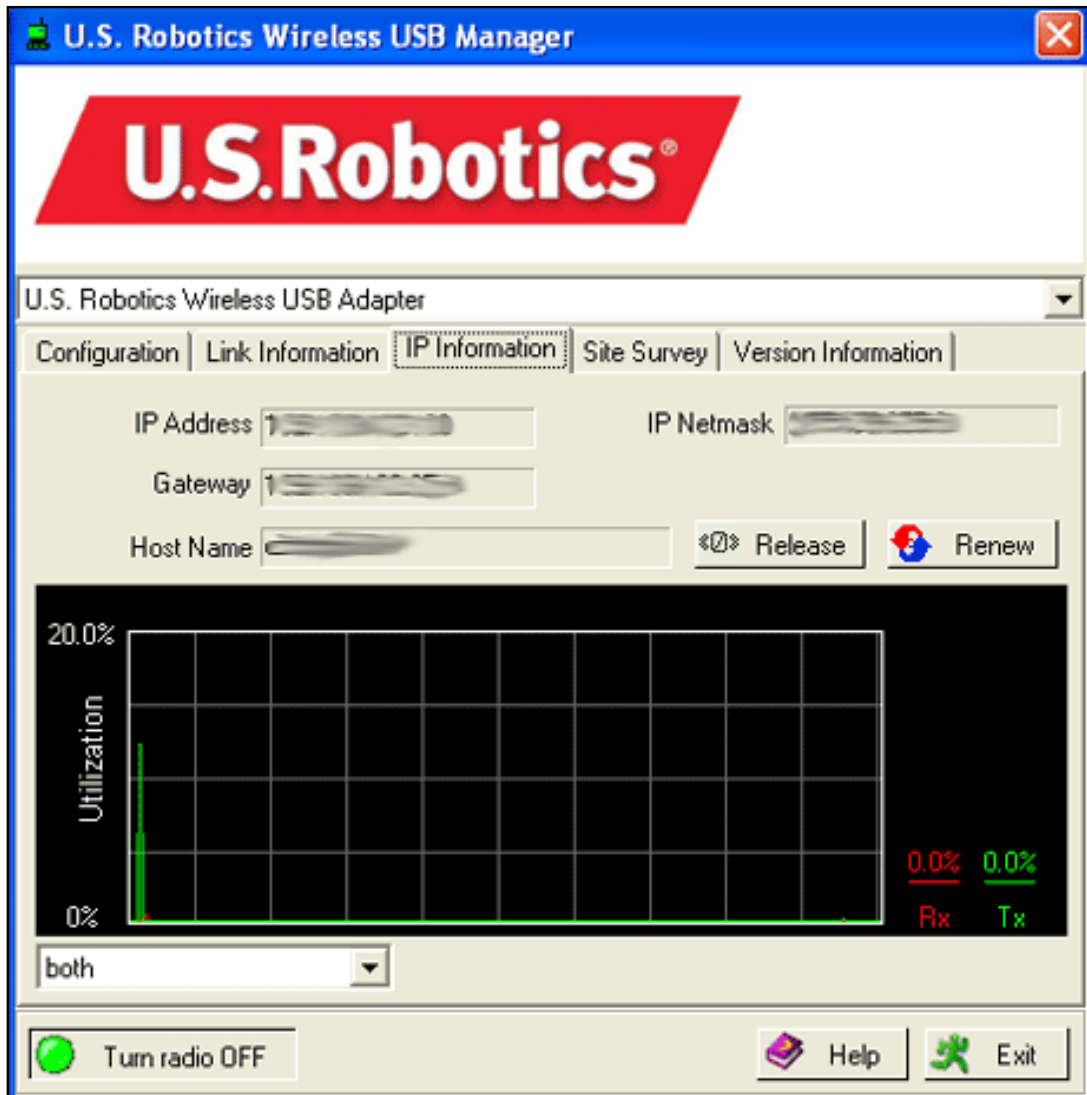 U.S. Robotics Wireless USB Manager
U.S.Robotics®
U.S. Robotics Wireless USB Adapter
Configuration Link Information IP Information Site Survey Version Information
IP Address IP Netmask
Gateway
Host Name Release Renew
20.0%
Utilization
0.0% 0.0%
0% Rx Tx
both
Turn radio OFF Help Exit